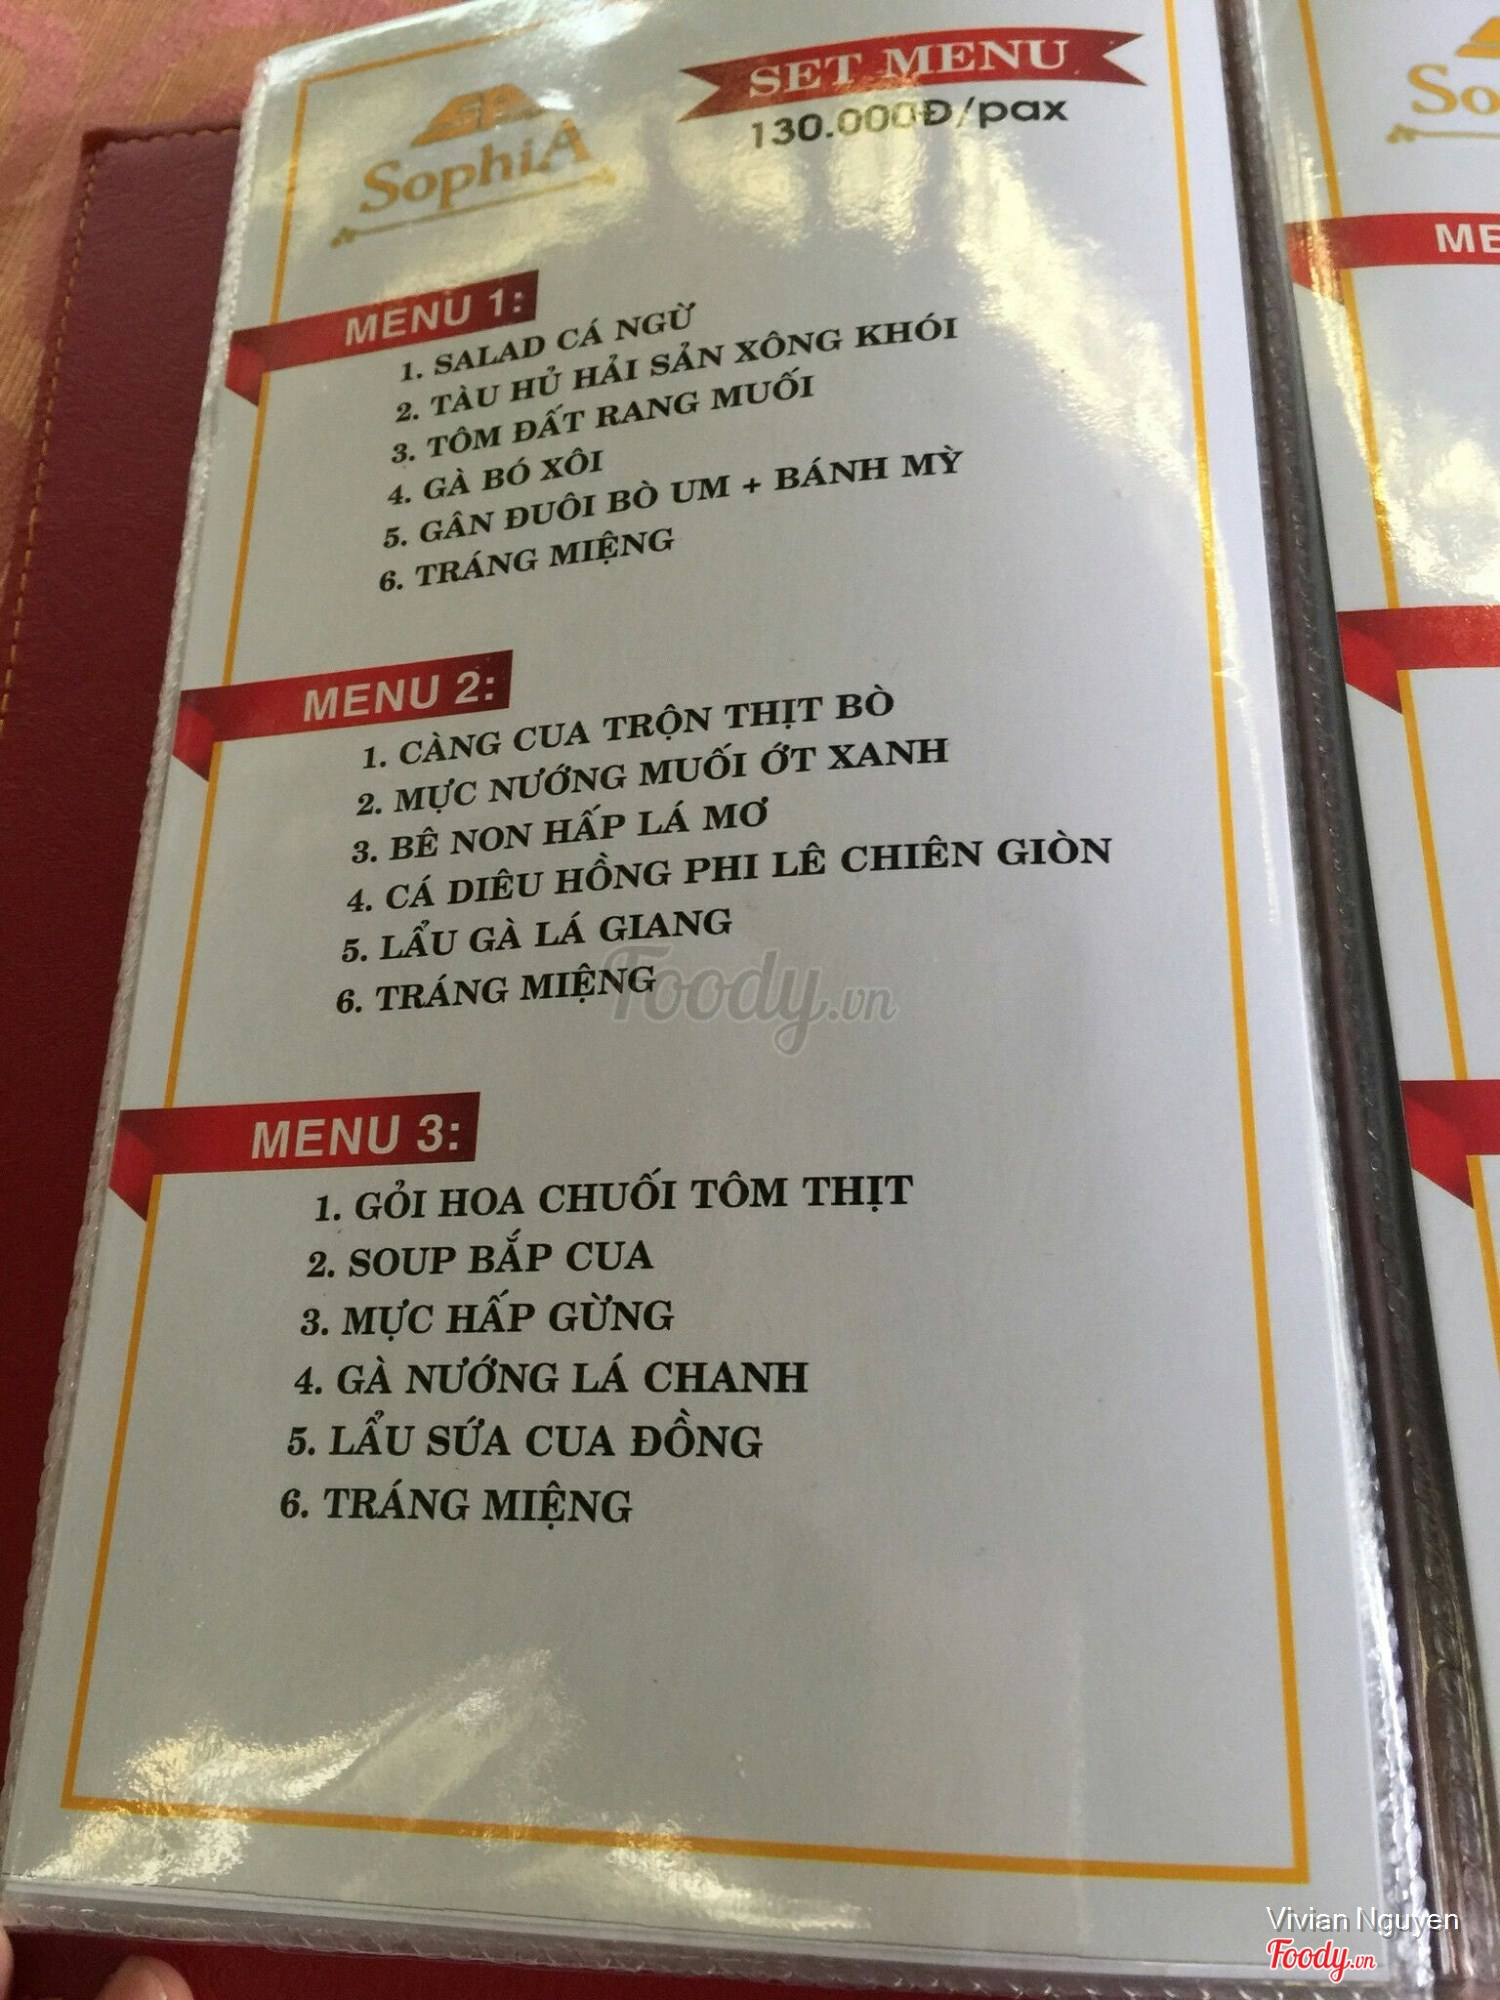 SophiA
SET MENU
130.000Đ/pax
MENU 1:
1. SALAD CÁ NGỪ
2. TÀU HỦ HẢI SẢN XÔNG KHÓI
3. TÔM ĐẤT RANG MUỐI
4. GÀ BÓ XÔI
5. GÂN ĐUÔI BÒ UM + BÁNH MỲ
6. TRÁNG MIỆNG
MENU 2:
1. CÀNG CUA TRỘN THỊT BÒ
2. MỰC NƯỚNG MUỐI ỚT XANH
3. BÊ NON HẤP LÁ MƠ
4. CÁ DIÊU HỒNG PHI LÊ CHIÊN GIÒN
5. LẨU GÀ LÁ GIANG
6. TRÁNG MIỆNG
Foody.vn
MENU 3:
1. GỎI HOA CHUỐI TÔM THỊT
2. SOUP BẮP CUA
3. MỰC HẤP GỪNG
4. GÀ NƯỚNG LÁ CHANH
5. LẨU SỨA CUA ĐỒNG
6. TRÁNG MIỆNG
So
ME
Vivian Nguyen
Foody.vn